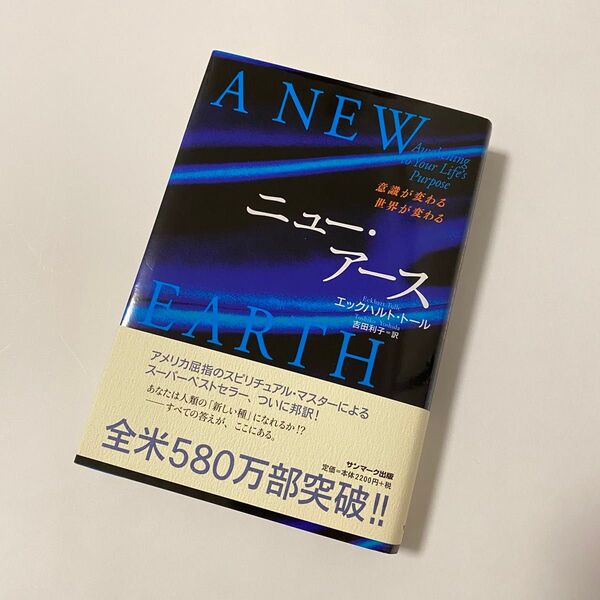 A NEW
Awakening
to Your Life's
Purpose
意識が変わる
世界が変わる
ニュー・
アース
Eckhart Tolle
エックハルト・トール
Toshiko Yoshida
吉田利子=訳
EARTH
アメリカ屈指のスピリチュアル・マスターによる
スーパーベストセラー、ついに邦訳!
あなたは人類の「新しい種」になれるか!?
――すべての答えが、ここにある。
全米580万部突破!!
サンマーク出版
定価=本体2200円+税